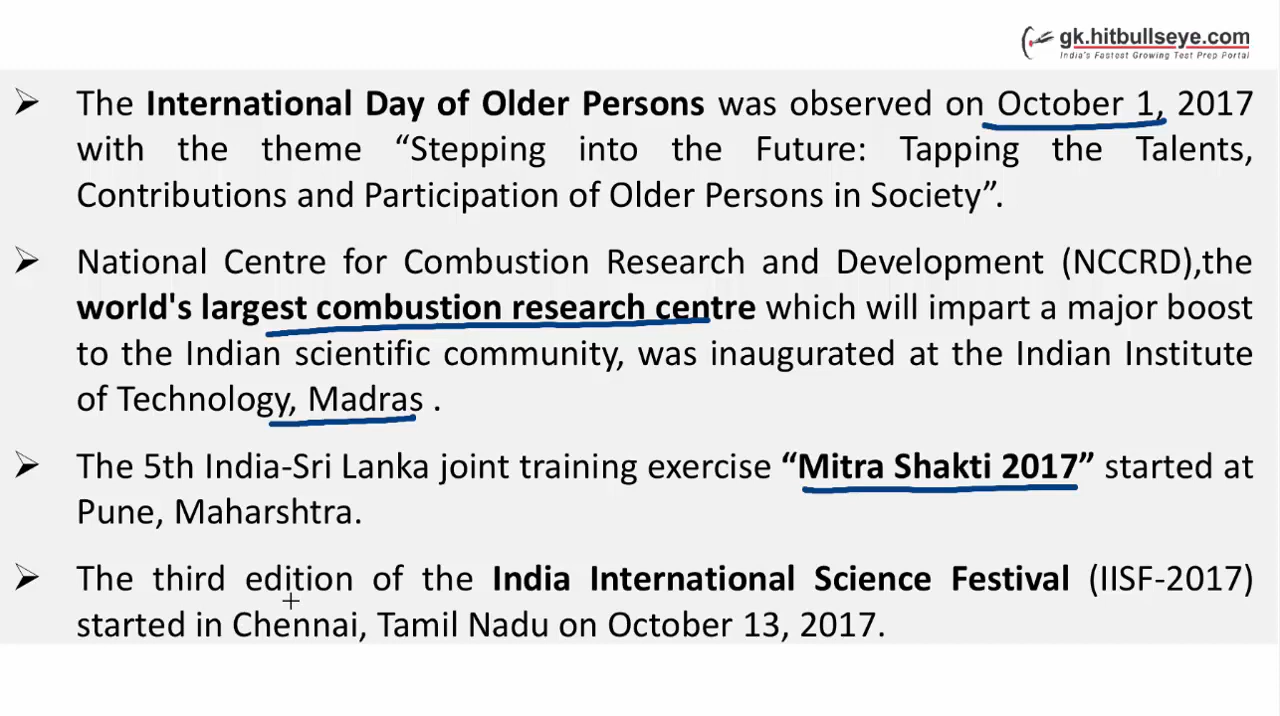 gk.hitbullseye.com
India's Fastest Growing Test Prep Portal
➢ The International Day of Older Persons was observed on October 1, 2017
with the theme “Stepping into the Future: Tapping the Talents,
Contributions and Participation of Older Persons in Society”.
➢ National Centre for Combustion Research and Development (NCCRD),the
world's largest combustion research centre which will impart a major boost
to the Indian scientific community, was inaugurated at the Indian Institute
of Technology, Madras .
➢ The 5th India-Sri Lanka joint training exercise “Mitra Shakti 2017” started at
Pune, Maharshtra.
➢ The third edition of the India International Science Festival (IISF-2017)
started in Chennai, Tamil Nadu on October 13, 2017.